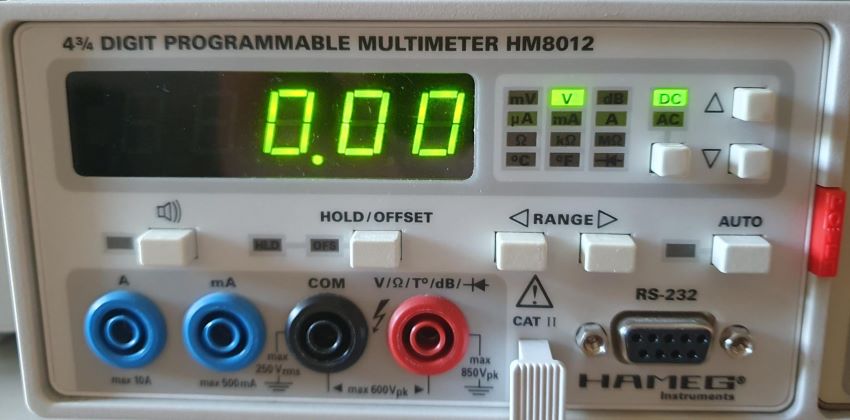 4¾ DIGIT PROGRAMMABLE MULTIMETER HM8012
0.00
mV V dB DC
µA mA A AC
Ω kΩ MΩ
°C °F
HOLD/OFFSET
RANGE
AUTO
HLD OFS
A mA COM V/Ω/T°/dB/
CAT II
RS-232
max 10A
max 500mA
max
250Vrms
max 600Vpk
max
850Vpk
HAMEG®
Instruments